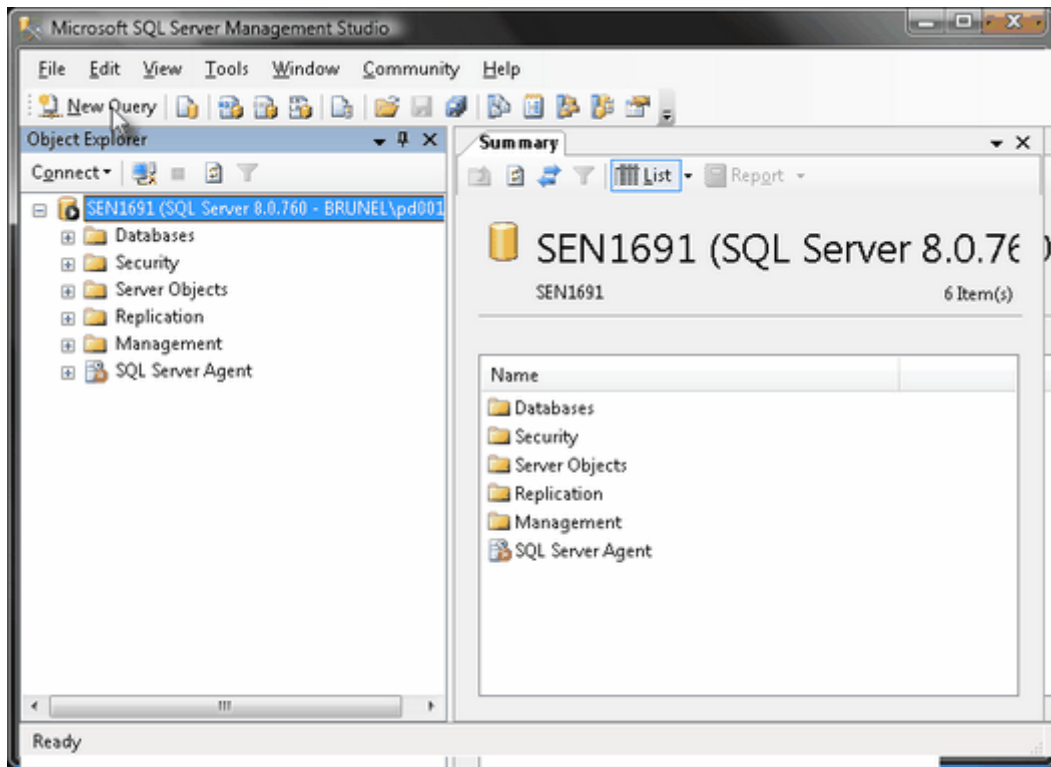 Microsoft SQL Server Management Studio
File Edit View Tools Window Community Help
New Query
Object Explorer
Connect
SEN1691 (SQL Server 8.0.760 - BRUNEL\pd001
Databases
Security
Server Objects
Replication
Management
SQL Server Agent
Summary
List Report
SEN1691 (SQL Server 8.0.76
SEN1691 6 Item(s)
Name
Databases
Security
Server Objects
Replication
Management
SQL Server Agent
Ready